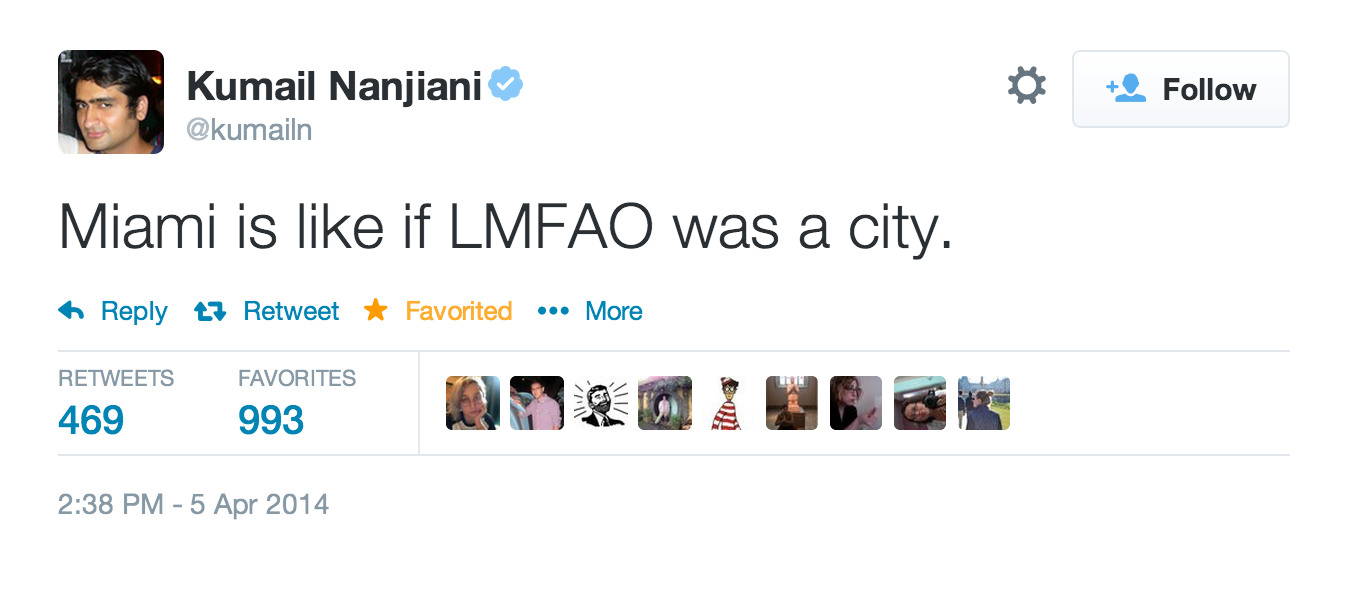 Kumail Nanjiani
Follow
@kumailn
Miami is like if LMFAO was a city.
Reply Retweet Favorited More
RETWEETS FAVORITES
469 993
2:38 PM - 5 Apr 2014